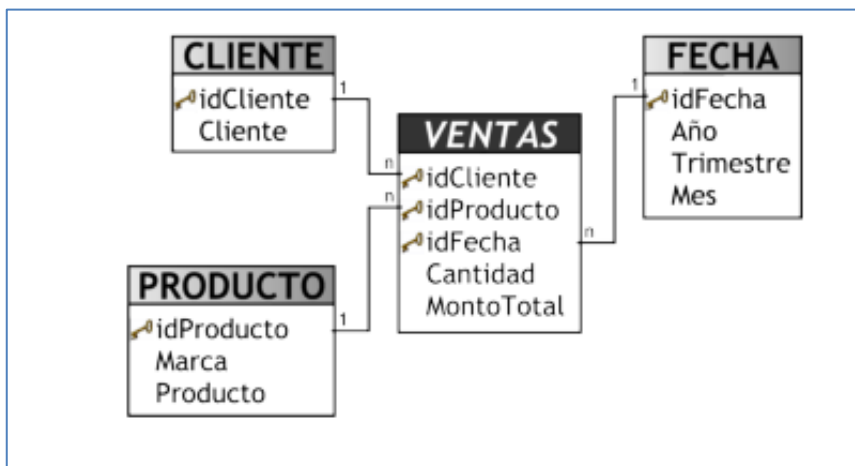 CLIENTE
idCliente
Cliente
1
FECHA
1
idFecha
Año
Trimestre
Mes
VENTAS
n
idCliente
n
idProducto
idFecha
n
Cantidad
MontoTotal
PRODUCTO
idProducto
1
Marca
Producto